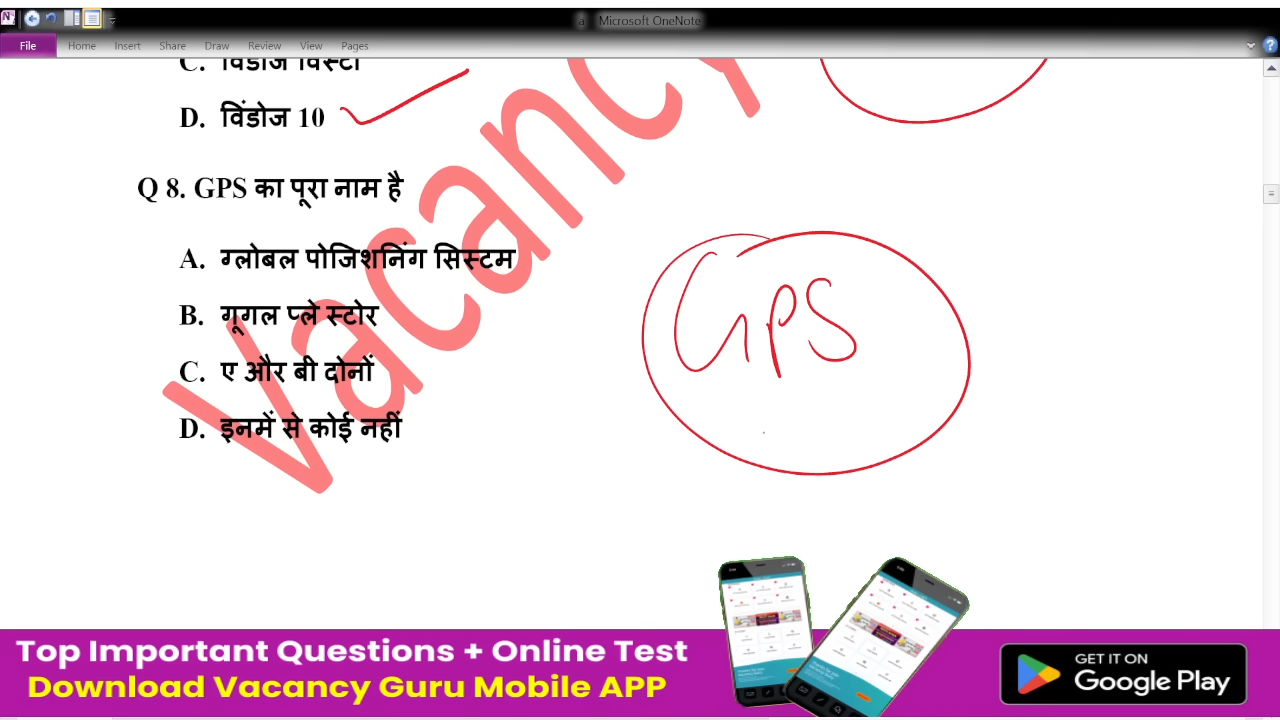 a Microsoft OneNote
File Home Insert Share Draw Review View Pages
C. विंडोज विस्टा
D. विंडोज 10
Q 8. GPS का पूरा नाम है
A. ग्लोबल पोजिशनिंग सिस्टम
B. गूगल प्ले स्टोर
C. ए और बी दोनों
D. इनमें से कोई नहीं
Vacancy
GPS
Top Important Questions + Online Test
Download Vacancy Guru Mobile APP
GET IT ON
Google Play